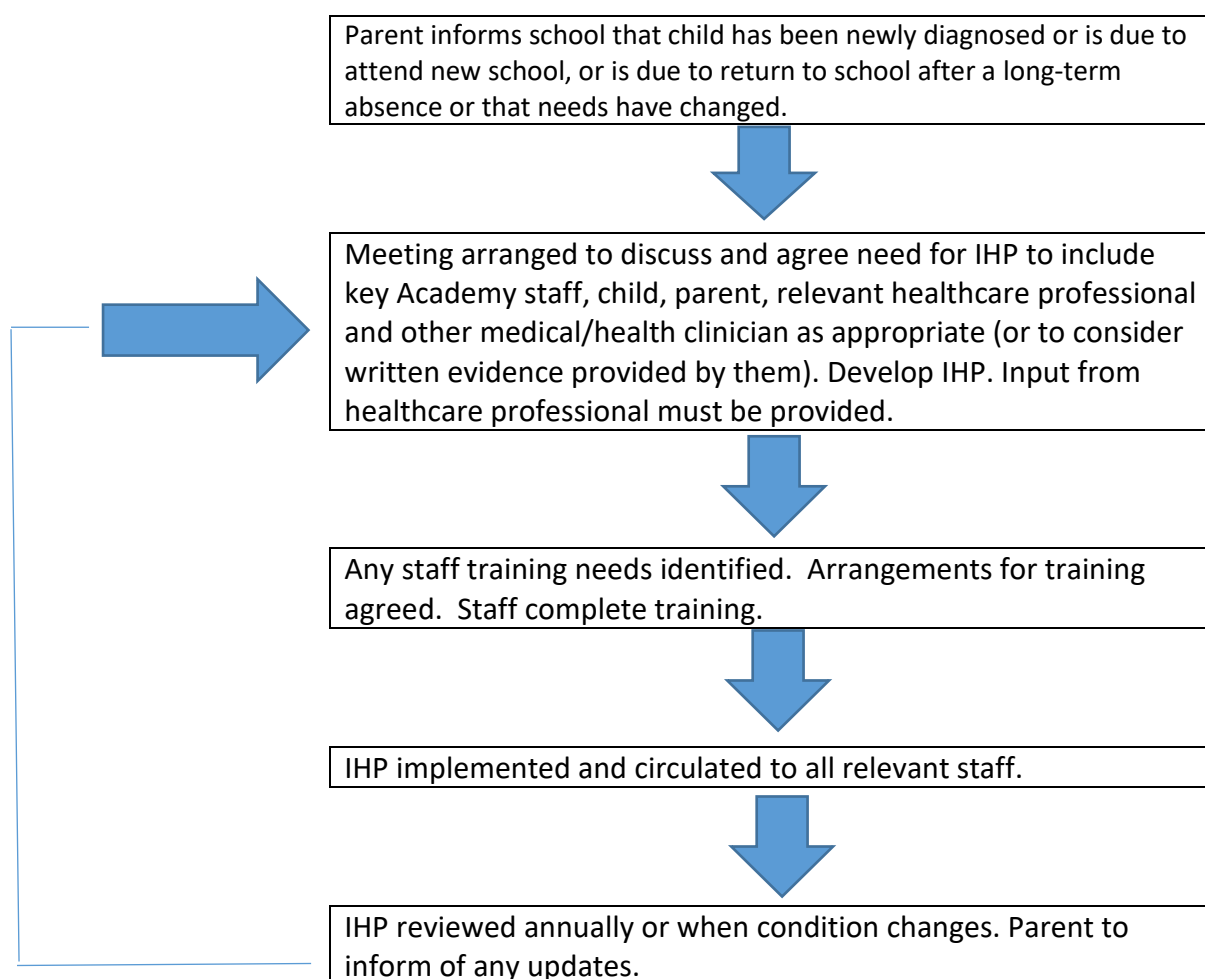 Parent informs school that child has been newly diagnosed or is due to
attend new school, or is due to return to school after a long-term
absence or that needs have changed.
Meeting arranged to discuss and agree need for IHP to include
key Academy staff, child, parent, relevant healthcare professional
and other medical/health clinician as appropriate (or to consider
written evidence provided by them). Develop IHP. Input from
healthcare professional must be provided.
Any staff training needs identified.  Arrangements for training
agreed.  Staff complete training.
IHP implemented and circulated to all relevant staff.
IHP reviewed annually or when condition changes. Parent to
inform of any updates.